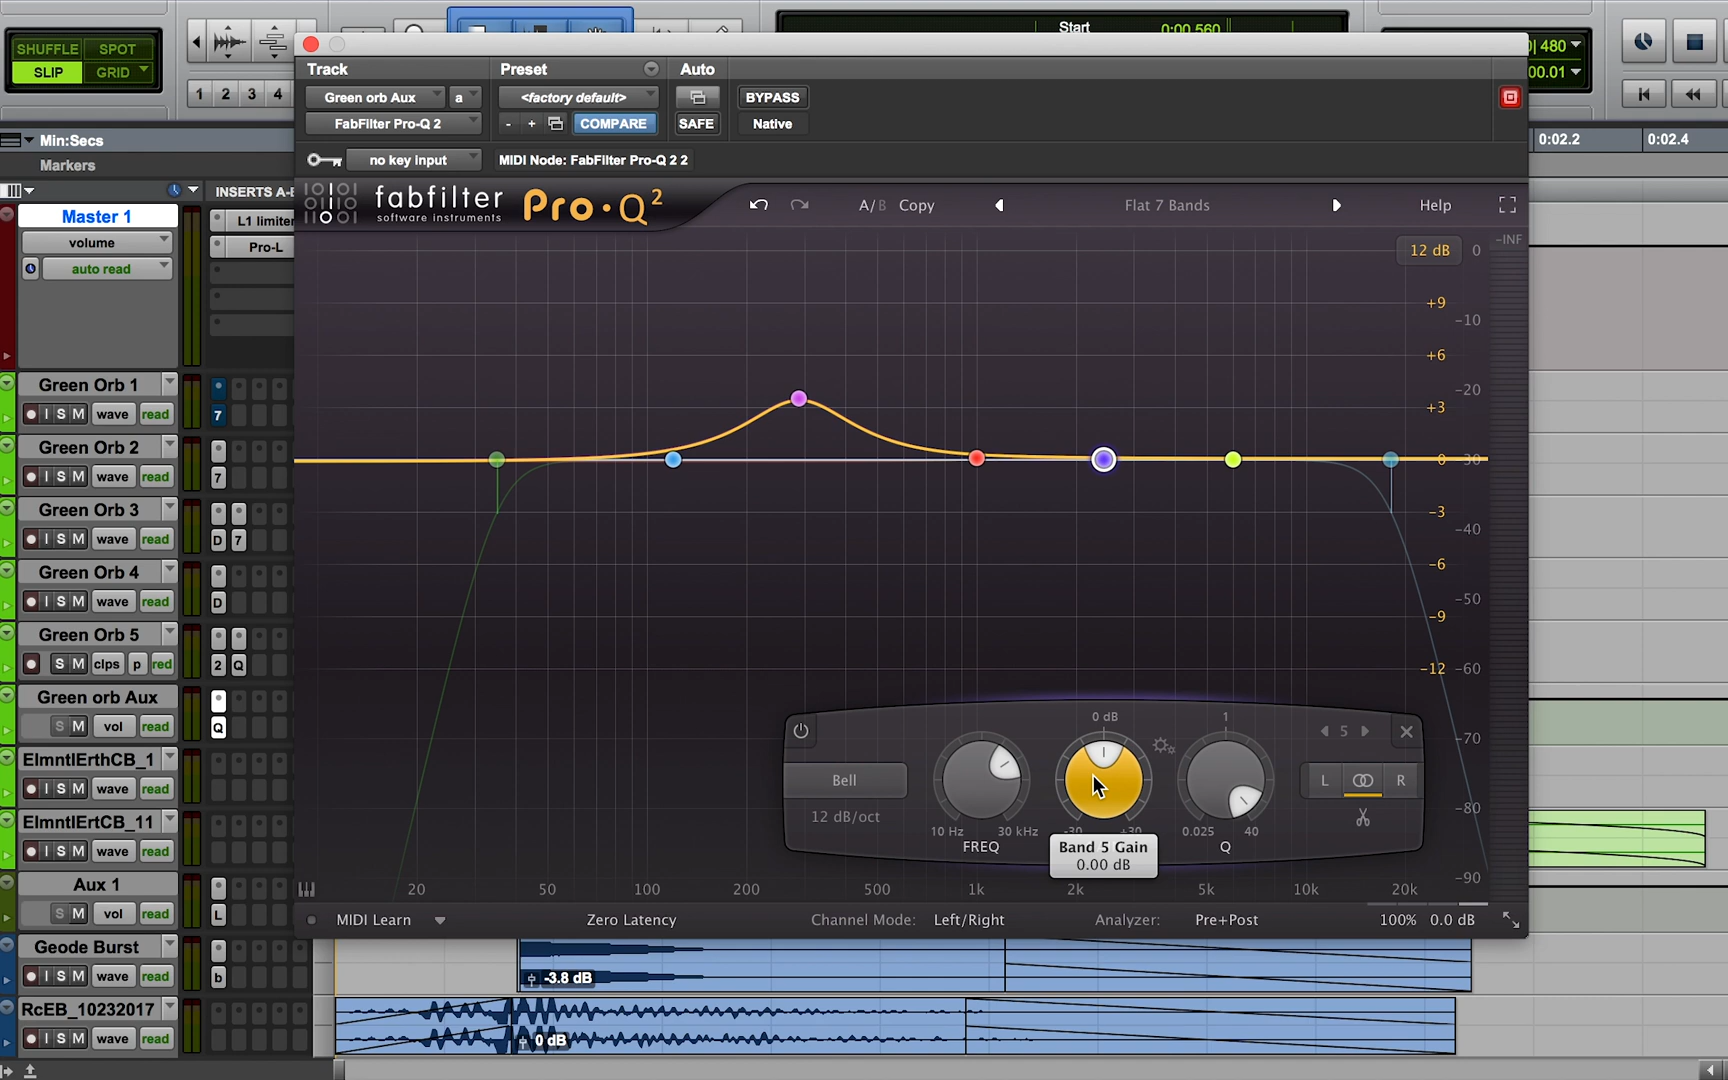 Start 0:00.560
SHUFFLE SPOT
SLIP GRID
480
00.01
1 2 3 4
Track Preset Auto
Green orb Aux a <factory default> BYPASS
FabFilter Pro-Q 2 - + COMPARE SAFE Native
no key input MIDI Node: FabFilter Pro-Q 2 2
Min:Secs 0:02.2 0:02.4
Markers
INSERTS A-E
fabfilter
software instruments
Pro·Q2
A/B Copy Flat 7 Bands Help
Master 1
volume
auto read
L1 limiter
Pro-L
12 dB 0 -INF
+9
-10
+6
-20
+3
0 -30
-3
-40
-6
-50
-9
-12 -60
-70
-80
-90
Green Orb 1
I S M wave read 7
Green Orb 2
I S M wave read 7
Green Orb 3
I S M wave read D 7
Green Orb 4
I S M wave read D
Green Orb 5
S M clps p red 2 Q
Green orb Aux
S M vol read Q
ElmntlErthCB_1
I S M wave read
ElmntlErtCB_11
I S M wave read
Aux 1
S M vol read L
Geode Burst
I S M wave read b
RcEB_10232017
I S M wave read
0 dB 1 5
Bell L R
12 dB/oct
10 Hz 30 kHz -30 +30 0.025 40
FREQ Q
Band 5 Gain
0.00 dB
20 50 100 200 500 1k 2k 5k 10k 20k
MIDI Learn Zero Latency Channel Mode: Left/Right Analyzer: Pre+Post 100% 0.0 dB
-3.8 dB
0 dB